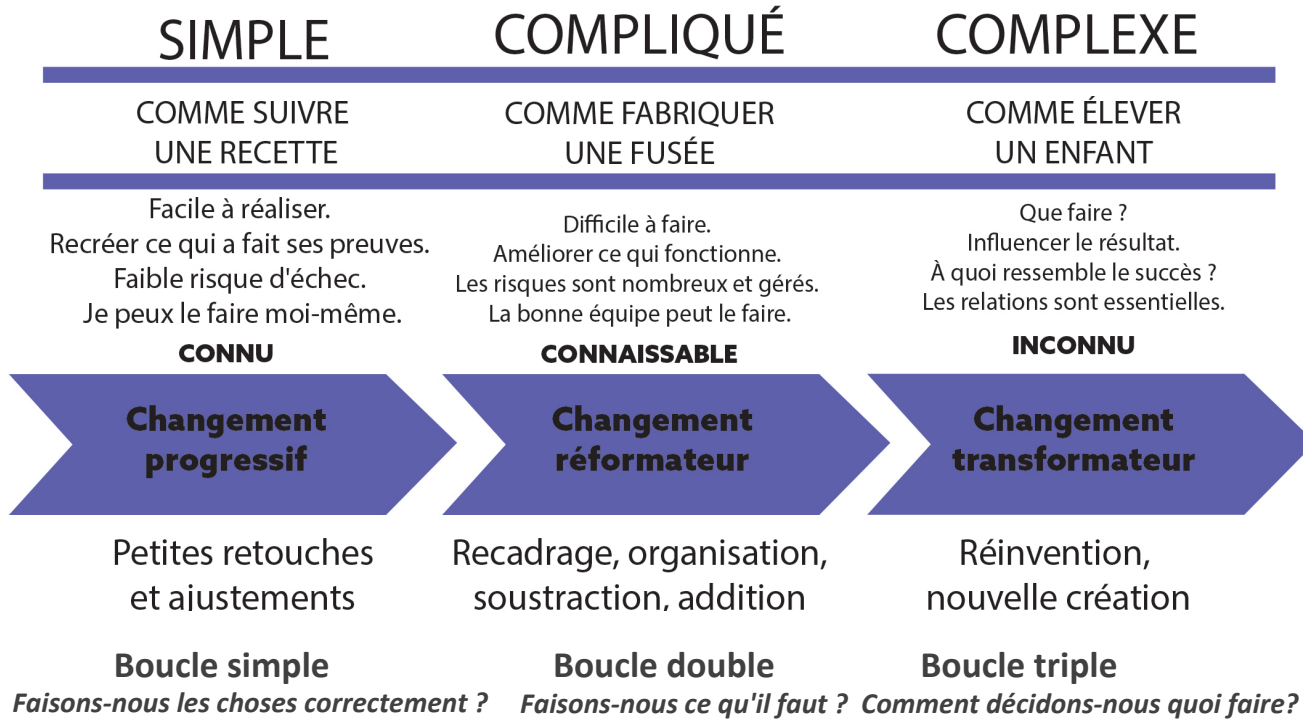 SIMPLE
COMME SUIVRE
UNE RECETTE
Facile à réaliser.
Recréer ce qui a fait ses preuves.
Faible risque d'échec.
Je peux le faire moi-même.
CONNU
Changement
progressif
Petites retouches
et ajustements
Boucle simple
Faisons-nous les choses correctement ?
COMPLIQUÉ
COMME FABRIQUER
UNE FUSÉE
Difficile à faire.
Améliorer ce qui fonctionne.
Les risques sont nombreux et gérés.
La bonne équipe peut le faire.
CONNAISSABLE
Changement
réformateur
Recadrage, organisation,
soustraction, addition
Boucle double
Faisons-nous ce qu'il faut ?
COMPLEXE
COMME ÉLEVER
UN ENFANT
Que faire ?
Influencer le résultat.
À quoi ressemble le succès ?
Les relations sont essentielles.
INCONNU
Changement
transformateur
Réinvention,
nouvelle création
Boucle triple
Comment décidons-nous quoi faire?